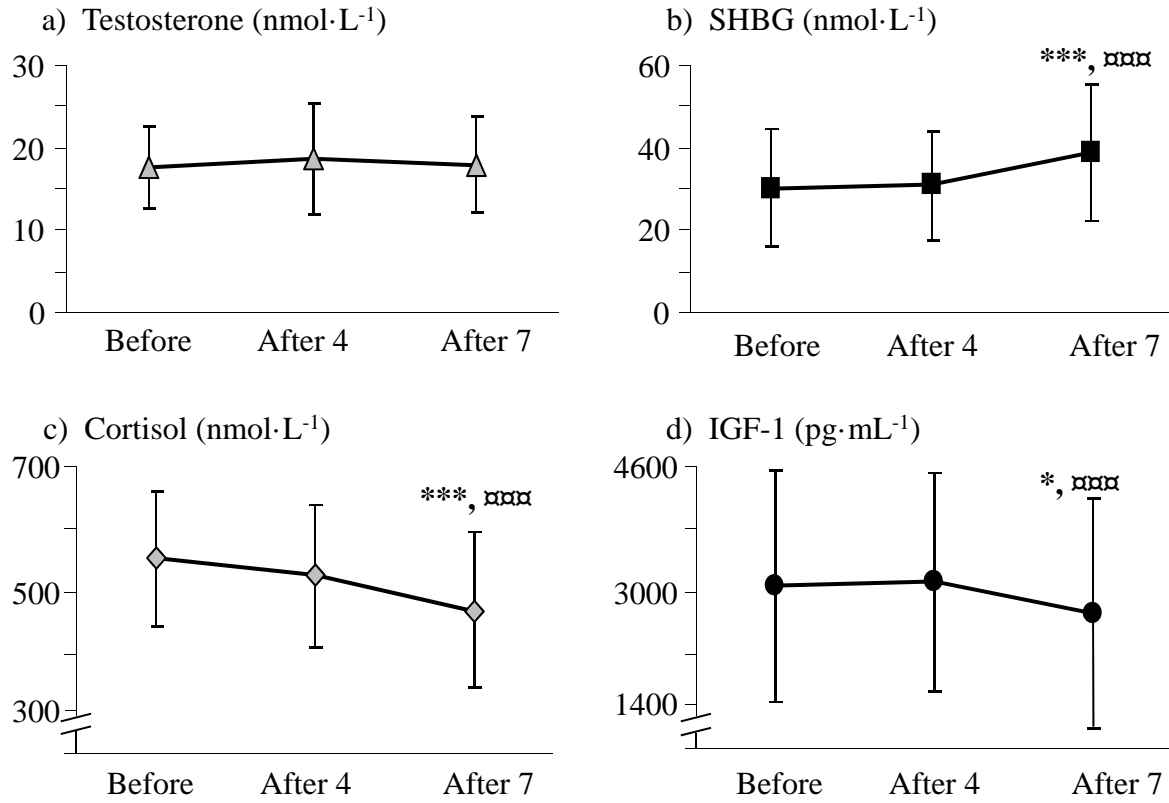 a) Testosterone (nmol·L⁻¹)
30
20
10
0
Before After 4 After 7
b) SHBG (nmol·L⁻¹)
***, ¤¤¤
60
40
20
0
Before After 4 After 7
c) Cortisol (nmol·L⁻¹)
700
***, ¤¤¤
500
300
Before After 4 After 7
d) IGF-1 (pg·mL⁻¹)
4600
*, ¤¤¤
3000
1400
Before After 4 After 7